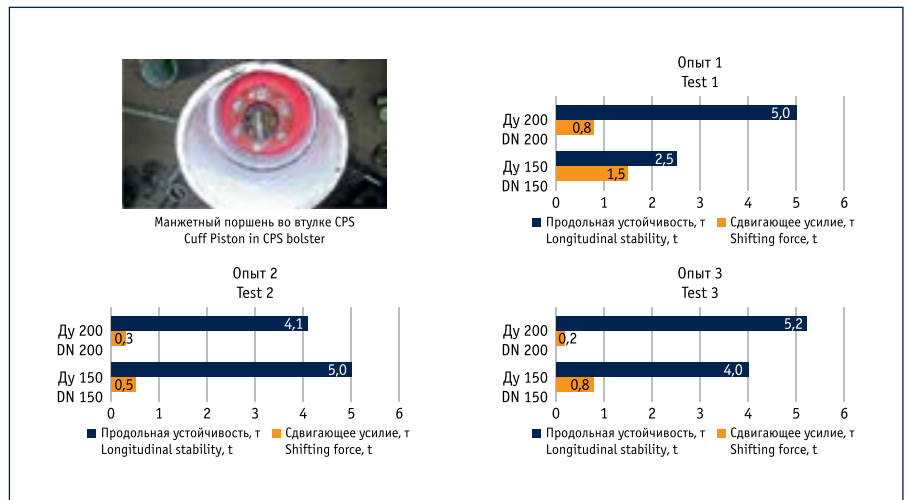 Манжетный поршень во втулке CPS
Cuff Piston in CPS bolster
Опыт 1
Test 1
Ду 200
DN 200
5,0
0,8
Ду 150
DN 150
2,5
1,5
0 1 2 3 4 5 6
Продольная устойчивость, т Сдвигающее усилие, т
Longitudinal stability, t Shifting force, t
Опыт 2
Test 2
Ду 200
DN 200
4,1
0,3
Ду 150
DN 150
5,0
0,5
0 1 2 3 4 5 6
Продольная устойчивость, т Сдвигающее усилие, т
Longitudinal stability, t Shifting force, t
Опыт 3
Test 3
Ду 200
DN 200
5,2
0,2
Ду 150
DN 150
4,0
0,8
0 1 2 3 4 5 6
Продольная устойчивость, т Сдвигающее усилие, т
Longitudinal stability, t Shifting force, t